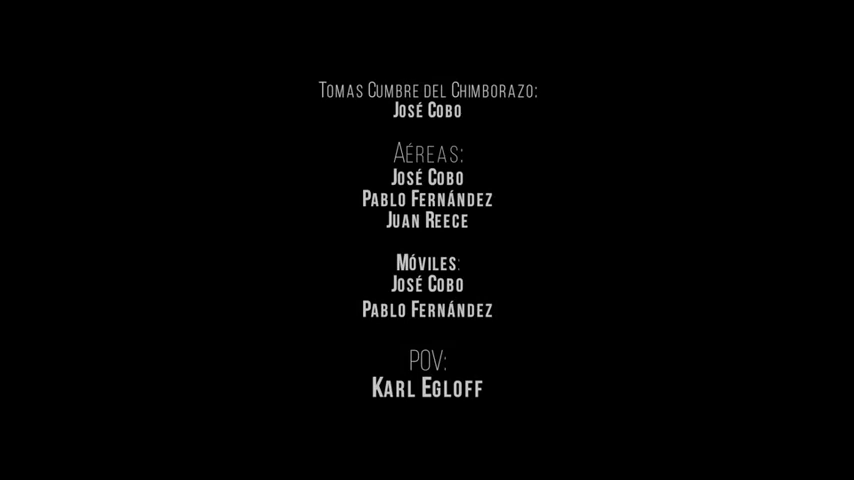 Tomas Cumbre del Chimborazo:
José Cobo
Aéreas:
José Cobo
Pablo Fernández
Juan Reece
Móviles:
José Cobo
Pablo Fernández
POV:
Karl Egloff